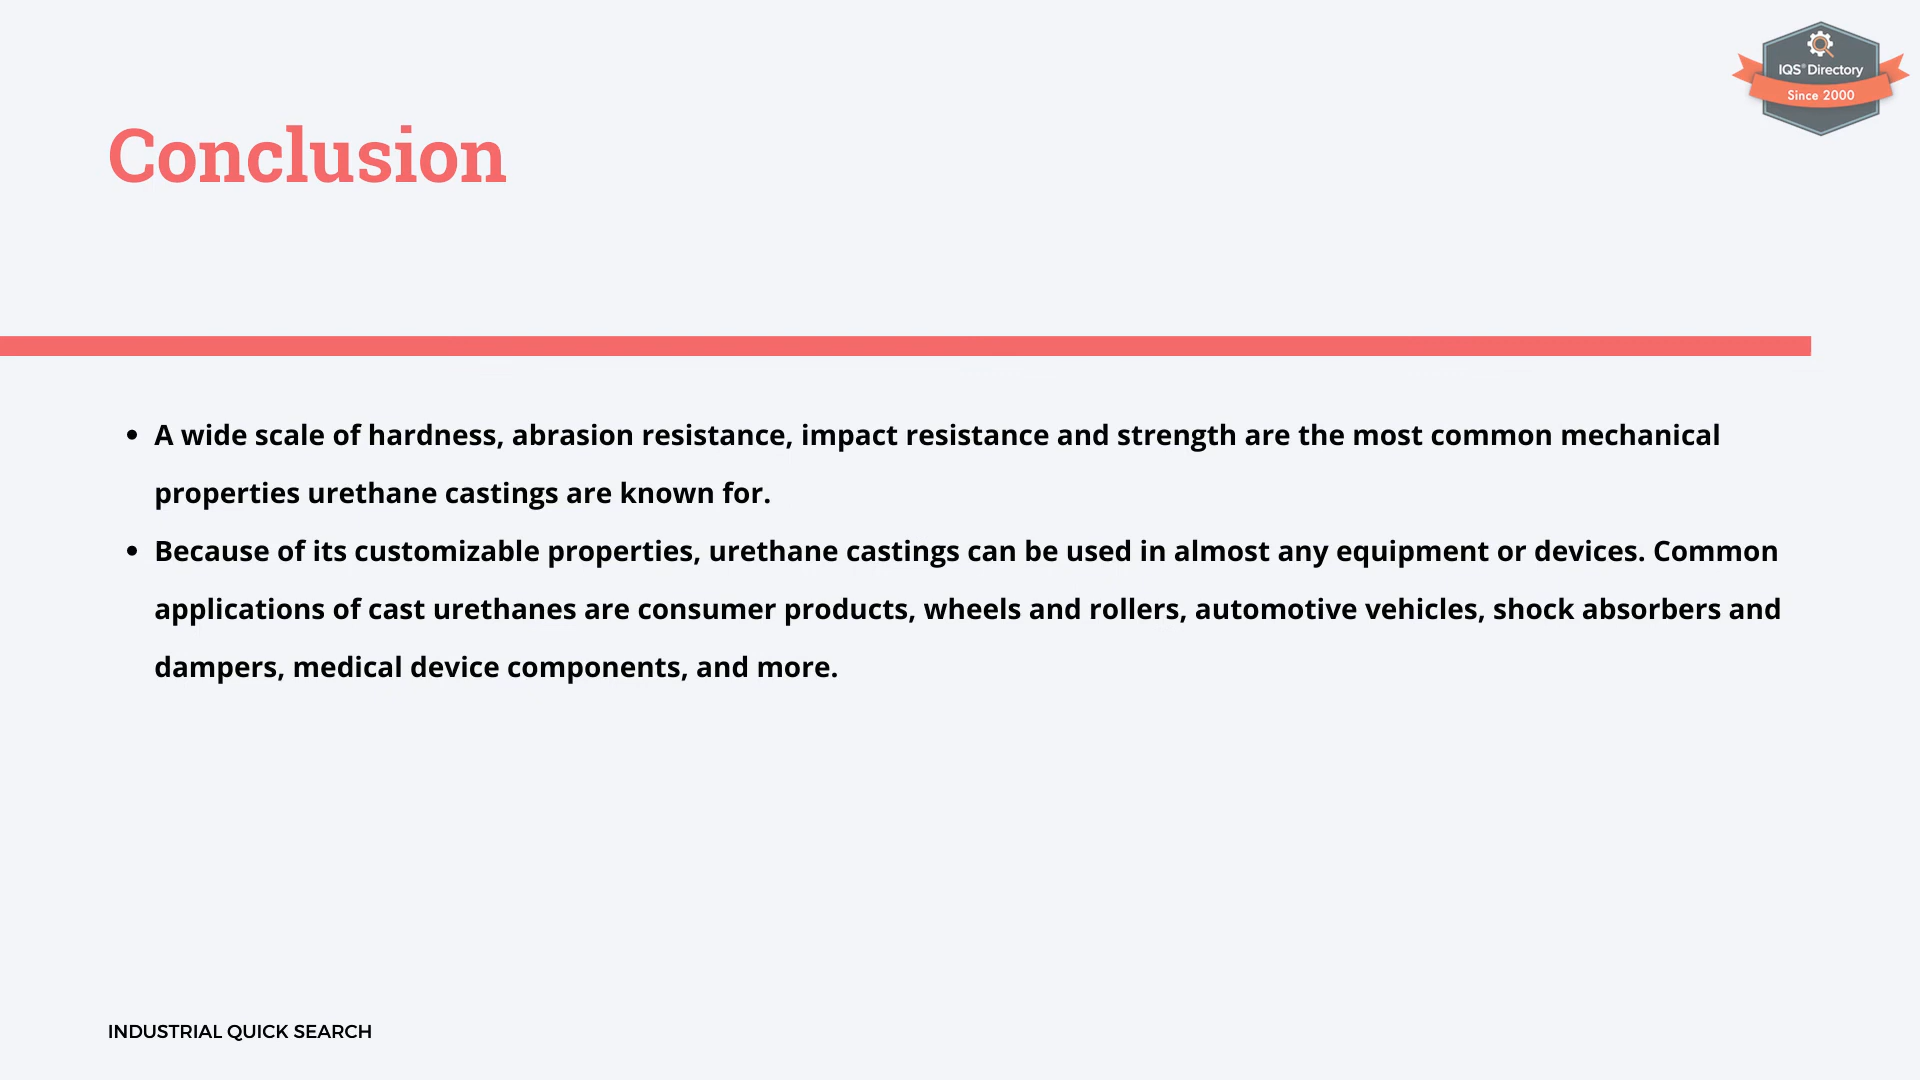 IQS® Directory
Since 2000
Conclusion
• A wide scale of hardness, abrasion resistance, impact resistance and strength are the most common mechanical
properties urethane castings are known for.
• Because of its customizable properties, urethane castings can be used in almost any equipment or devices. Common
applications of cast urethanes are consumer products, wheels and rollers, automotive vehicles, shock absorbers and
dampers, medical device components, and more.
INDUSTRIAL QUICK SEARCH